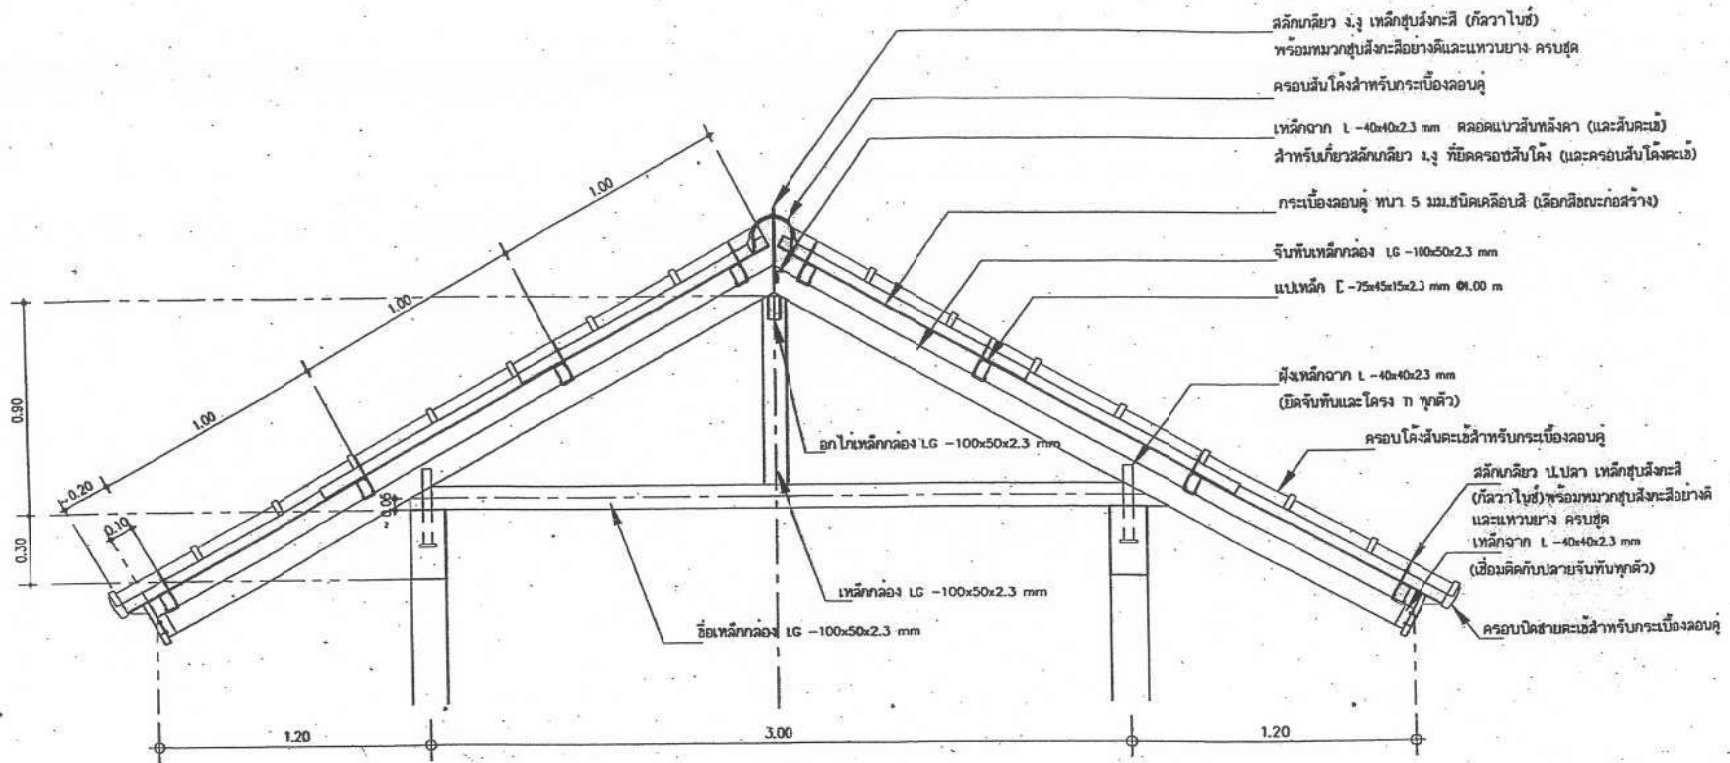 สลักเกลียว ง.งู เหล็กชุบสังกะสี (กัลวาไนซ์)
พร้อมหมวกชุบสังกะสีอย่างดีและแหวนยาง ครบชุด
ครอบสันโค้งสำหรับกระเบื้องลอนคู่
เหล็กฉาก L -40x40x2.3 mm ตลอดแนวสันหลังคา (และสันตะเข้)
สำหรับเกี่ยวสลักเกลียว ง.งู ที่ยึดครอบสันโค้ง (และครอบสันโค้งตะเข้)
กระเบื้องลอนคู่ หนา 5 มม.ชนิดเคลือบสี (เลือกสีขณะก่อสร้าง)
จันทันเหล็กกล่อง LG -100x50x2.3 mm
แปเหล็ก C -75x45x15x2.3 mm @1.00 m
ฝังเหล็กฉาก L -40x40x2.3 mm
(ยึดจันทันและโครง ทุกตัว)
ครอบโค้งสันตะเข้สำหรับกระเบื้องลอนคู่
สลักเกลียว ป.ปลา เหล็กชุบสังกะสี
(กัลวาไนซ์)พร้อมหมวกชุบสังกะสีอย่างดี
และแหวนยาง ครบชุด
เหล็กฉาก L -40x40x2.3 mm
(เชื่อมติดกับปลายจันทันทุกตัว)
ครอบปิดชายตะเข้สำหรับกระเบื้องลอนคู่
อกไก่เหล็กกล่อง LG -100x50x2.3 mm
เหล็กกล่อง LG -100x50x2.3 mm
ขื่อเหล็กกล่อง LG -100x50x2.3 mm
1.00
1.00
1.00
0.20
0.10
0.90
0.30
0.05
1.20
3.00
1.20